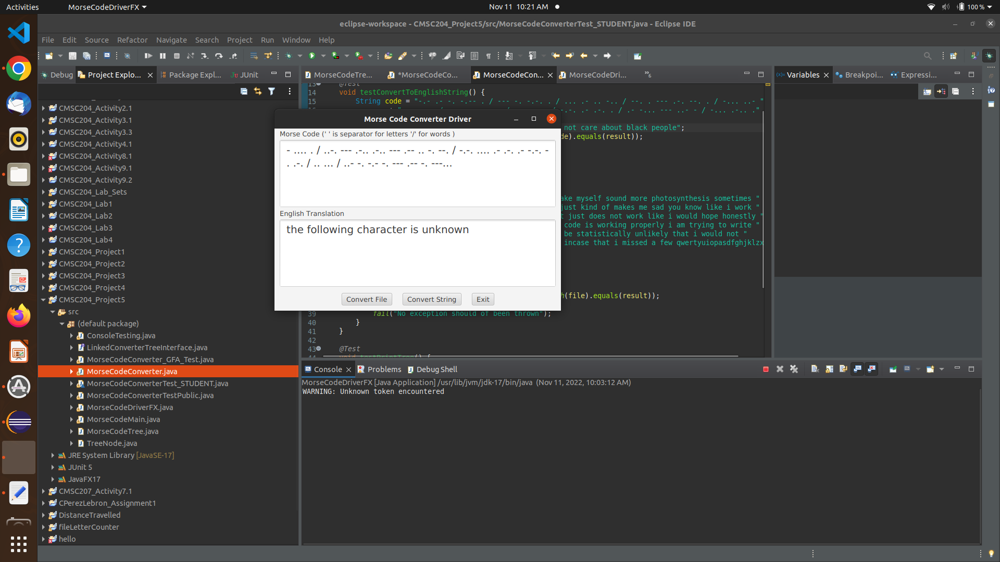 Activities
MorseCodeDriverFX
Nov 11 10:21 AM
100 %
eclipse-workspace - CMSC204_Project5/src/MorseCodeConverterTest_STUDENT.java - Eclipse IDE
File Edit Source Refactor Navigate Search Project Run Window Help
Debug
Project Explo...
Package Expl...
JUnit
MorseCodeTree...
*MorseCodeCo...
MorseCodeCon...
MorseCodeDri...
Variables
Breakpoi...
Expressi...
CMSC204_Activity2.1
CMSC204_Activity3.1
CMSC204_Activity3.3
CMSC204_Activity4.1
CMSC204_Activity8.1
CMSC204_Activity9.1
CMSC204_Activity9.2
CMSC204_Lab_Sets
CMSC204_Lab1
CMSC204_Lab2
CMSC204_Lab3
CMSC204_Lab4
CMSC204_Project1
CMSC204_Project2
CMSC204_Project3
CMSC204_Project4
CMSC204_Project5
src
(default package)
ConsoleTesting.java
LinkedConverterTreeInterface.java
MorseCodeConverter_GFA_Test.java
MorseCodeConverter.java
MorseCodeConverterTest_STUDENT.java
MorseCodeConverterTestPublic.java
MorseCodeDriverFX.java
MorseCodeMain.java
MorseCodeTree.java
TreeNode.java
JRE System Library [JavaSE-17]
JUnit 5
JavaFX17
CMSC207_Activity7.1
CPerezLebron_Assignment1
DistanceTravelled
fileLetterCounter
hello
13 @Test
14 void testConvertToEnglishString() {
15 String code = "--. . -. -.-- . / --- -. -.-. . / ... .- .. -.. / --. . --- .-. --. . / -... ..- "
-.-. .- .-. . / .- -... --- ..- - / -... .-.. ."
not care about black people";
de).equals(result));
ake myself sound more photosynthesis sometimes "
just kind of makes me sad you know like i work "
t just does not work like i would hope honestly "
code is working properly i am trying to write "
be statistically unlikely that i would not "
incase that i missed a few qwertyuiopasdfghjklzx
h(file).equals(result));
39 fail("No exception should of been thrown");
40 }
41 }
42
43 @Test
44 void testPrintTree() {
Morse Code Converter Driver
Morse Code (' ' is separator for letters '/' for words )
- .... . / ..-. --- .-.. .-.. --- .-- .. -. --. / -.-. .... .- .-. .- -.-. -
. .-. / .. ... / ..- -. -.- -. --- .-- -. ---...
English Translation
the following character is unknown
Convert File
Convert String
Exit
Console
Problems
Debug Shell
MorseCodeDriverFX [Java Application] /usr/lib/jvm/jdk-17/bin/java (Nov 11, 2022, 10:03:12 AM)
WARNING: Unknown token encountered